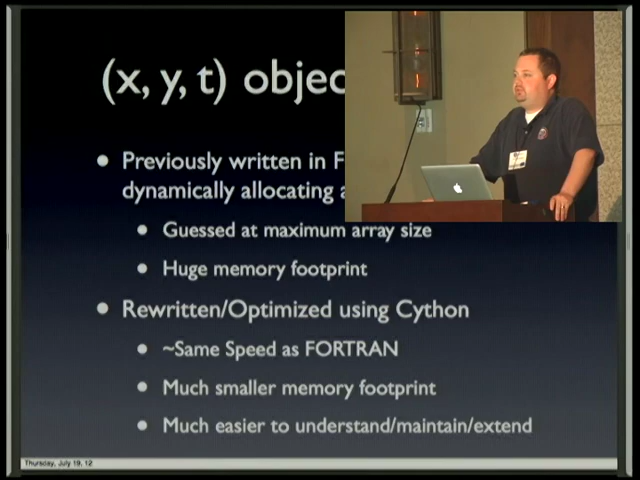 (x, y, t) objec
• Previously written in F
dynamically allocating a
• Guessed at maximum array size
• Huge memory footprint
• Rewritten/Optimized using Cython
• ~Same Speed as FORTRAN
• Much smaller memory footprint
• Much easier to understand/maintain/extend
Thursday, July 19, 12